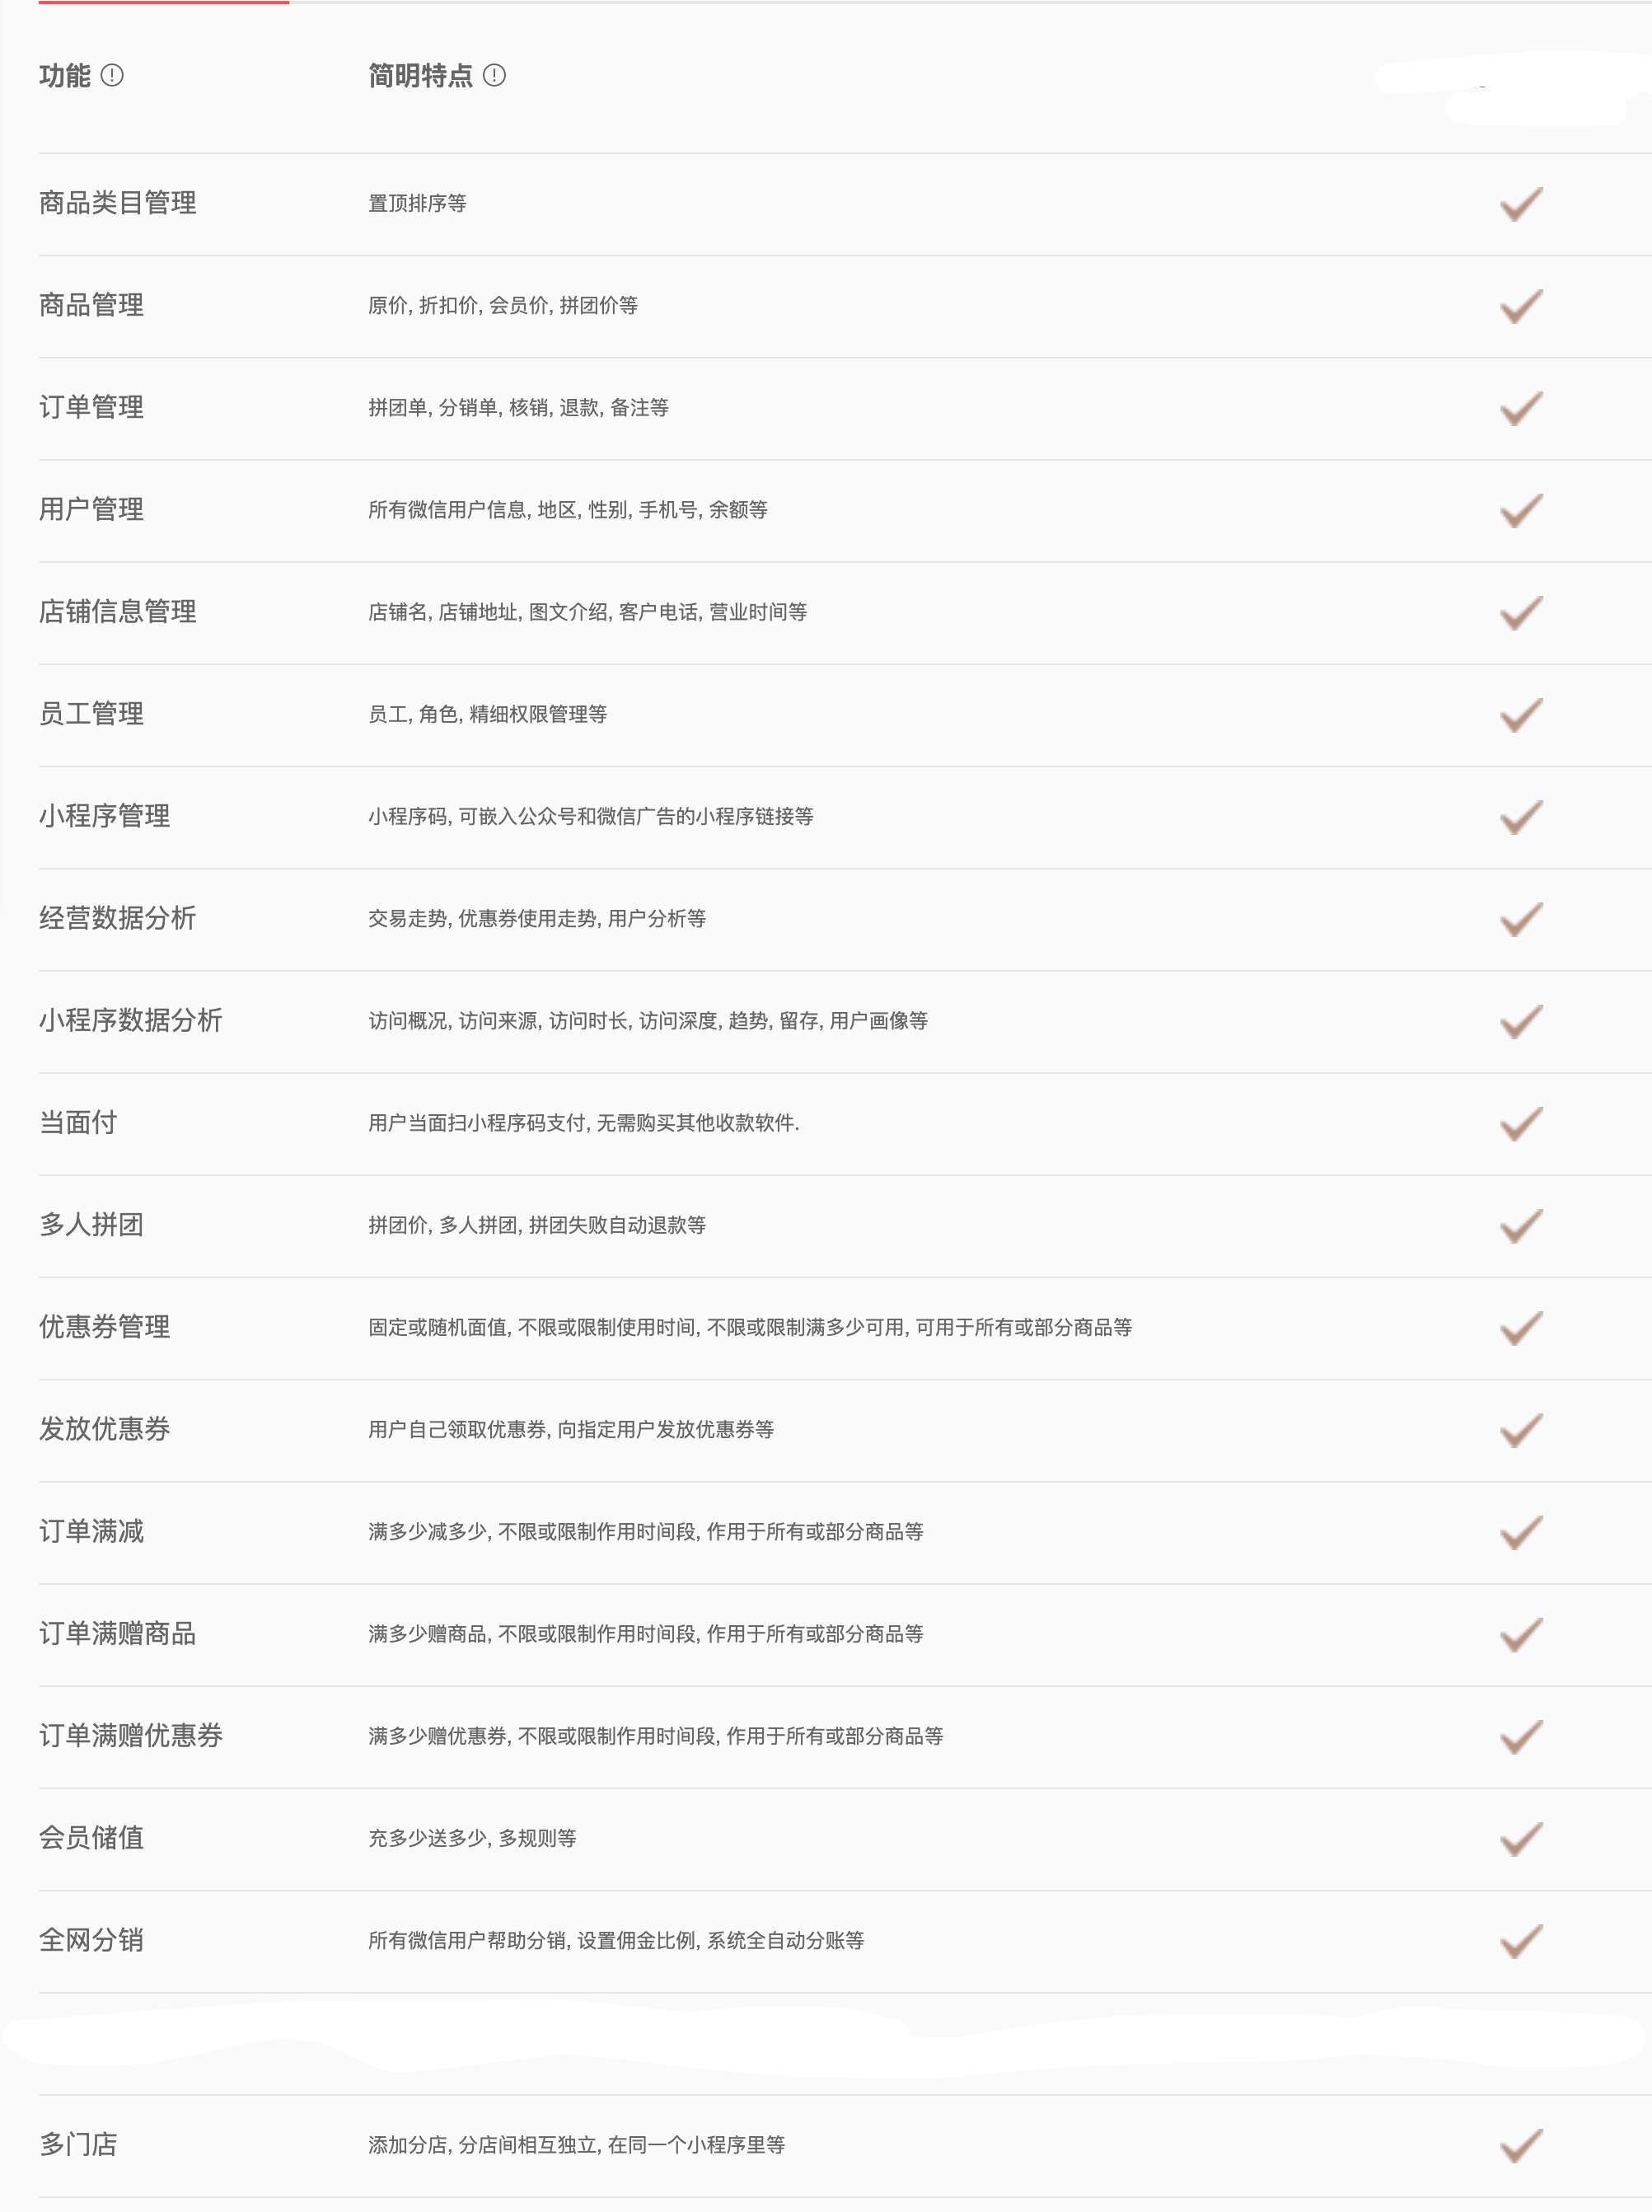 功能 简明特点
商品类目管理 置顶排序等
商品管理 原价, 折扣价, 会员价, 拼团价等
订单管理 拼团单, 分销单, 核销, 退款, 备注等
用户管理 所有微信用户信息, 地区, 性别, 手机号, 余额等
店铺信息管理 店铺名, 店铺地址, 图文介绍, 客户电话, 营业时间等
员工管理 员工, 角色, 精细权限管理等
小程序管理 小程序码, 可嵌入公众号和微信广告的小程序链接等
经营数据分析 交易走势, 优惠券使用走势, 用户分析等
小程序数据分析 访问概况, 访问来源, 访问时长, 访问深度, 趋势, 留存, 用户画像等
当面付 用户当面扫小程序码支付, 无需购买其他收款软件.
多人拼团 拼团价, 多人拼团, 拼团失败自动退款等
优惠券管理 固定或随机面值, 不限或限制使用时间, 不限或限制满多少可用, 可用于所有或部分商品等
发放优惠券 用户自己领取优惠券, 向指定用户发放优惠券等
订单满减 满多少减多少, 不限或限制作用时间段, 作用于所有或部分商品等
订单满赠商品 满多少赠商品, 不限或限制作用时间段, 作用于所有或部分商品等
订单满赠优惠券 满多少赠优惠券, 不限或限制作用时间段, 作用于所有或部分商品等
会员储值 充多少送多少, 多规则等
全网分销 所有微信用户帮助分销, 设置佣金比例, 系统全自动分账等
多门店 添加分店, 分店间相互独立, 在同一个小程序里等